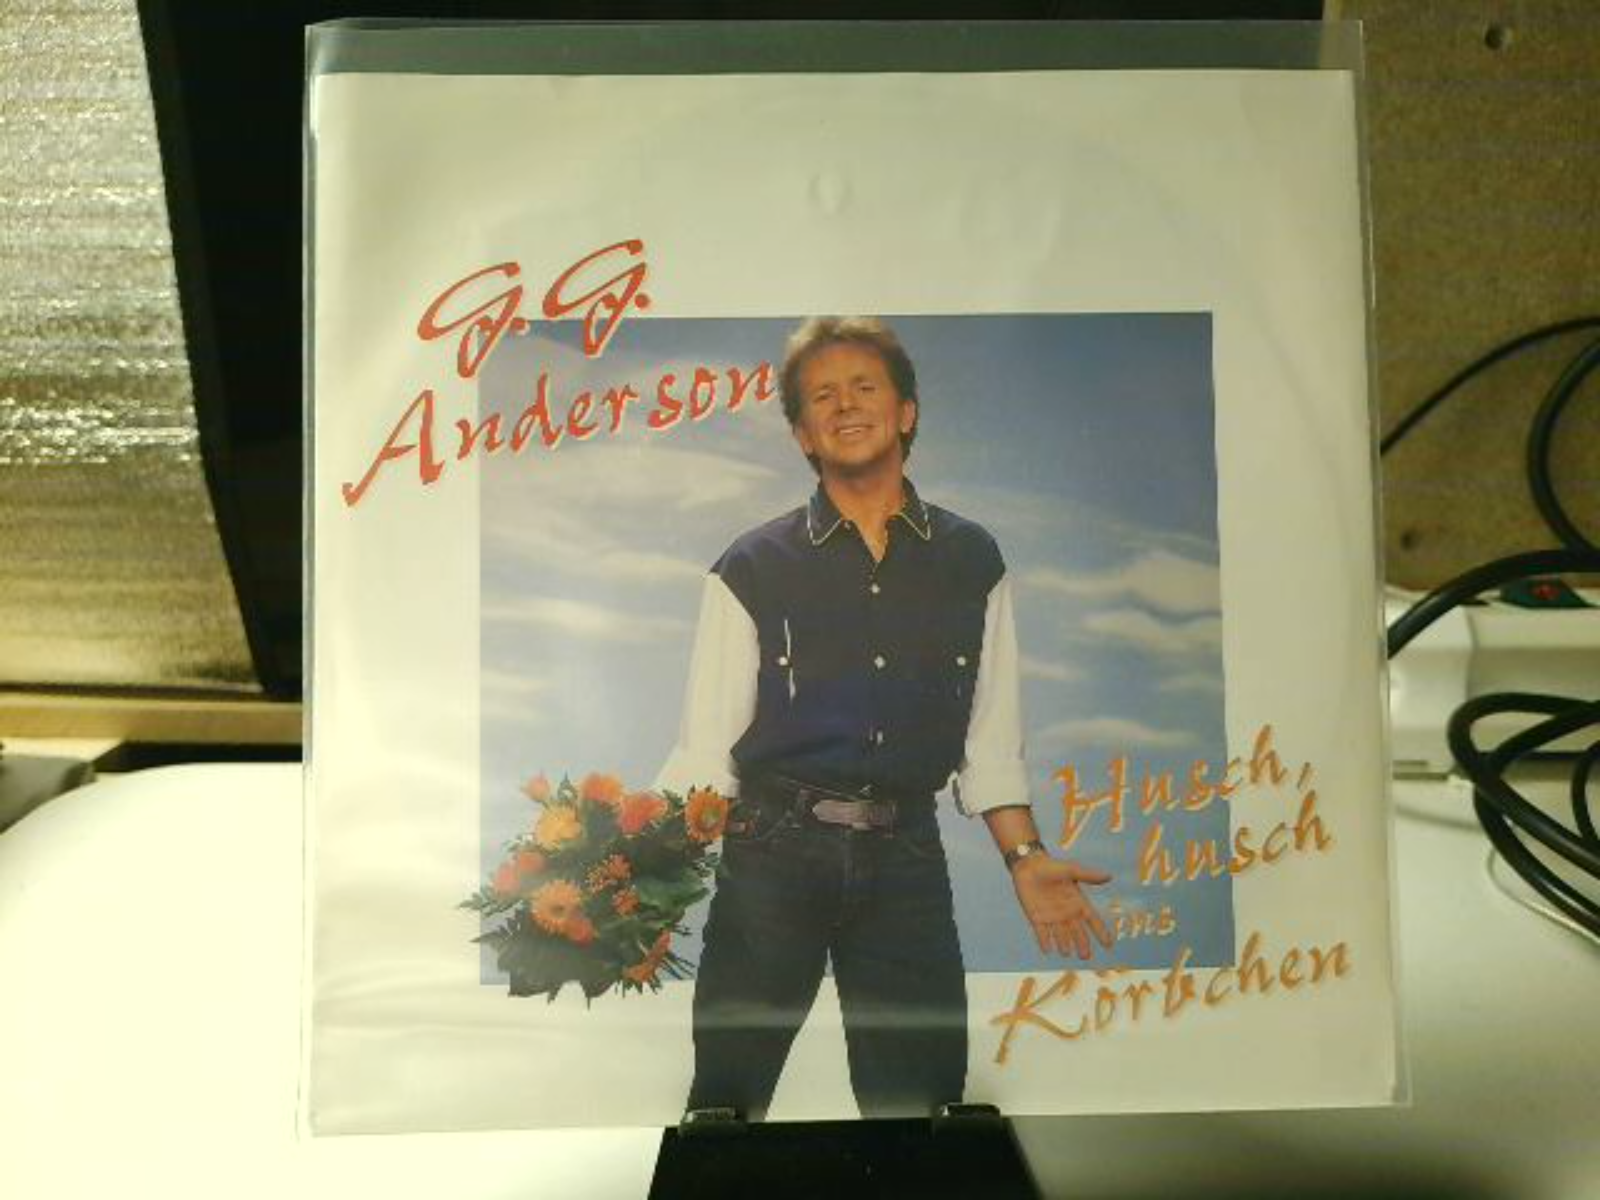 G. G.
Anderson
Husch,
husch
ins
Körbchen